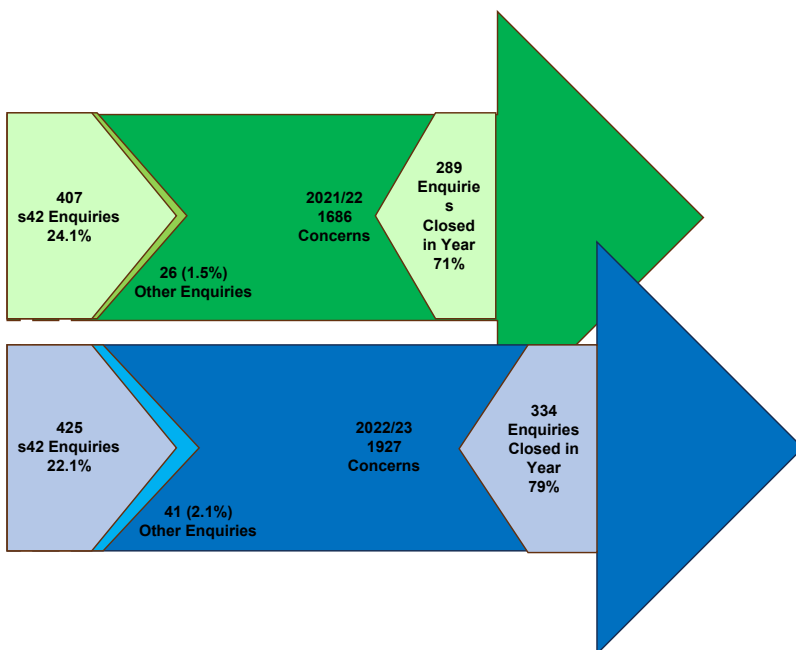 407
s42 Enquiries
24.1%
26 (1.5%)
Other Enquiries
2021/22
1686
Concerns
289
Enquirie
s
Closed
in Year
71%
425
s42 Enquiries
22.1%
41 (2.1%)
Other Enquiries
2022/23
1927
Concerns
334
Enquiries
Closed in
Year
79%